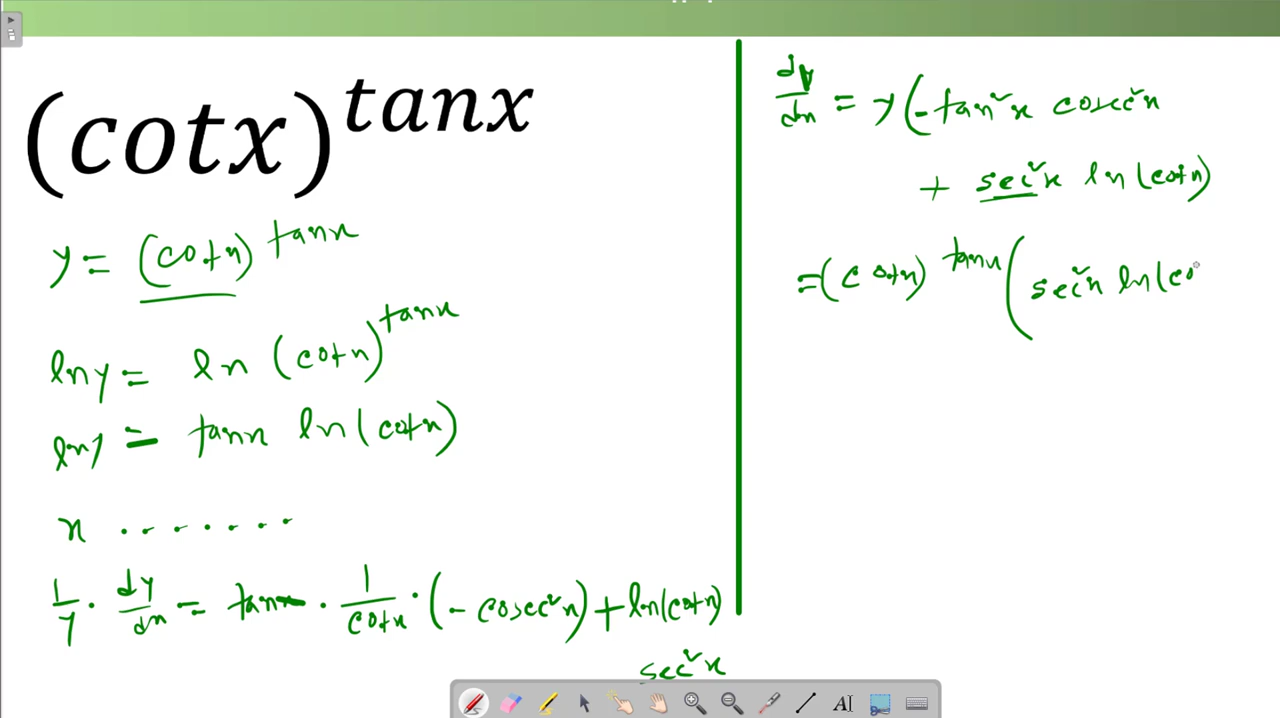 (cotx)^tanx
y = (cotx)^tanx
lny = ln (cotx)^tanx
lny = tanx ln(cotx)
x .......
1/y · dy/dx = tanx · 1/cotx · (- cosec²x) + ln(cotx)
sec²x
dy/dx = y(- tan²x cosec²x
+ sec²x ln(cotx)
= (cotx)^tanx (sec²x ln(co
AI